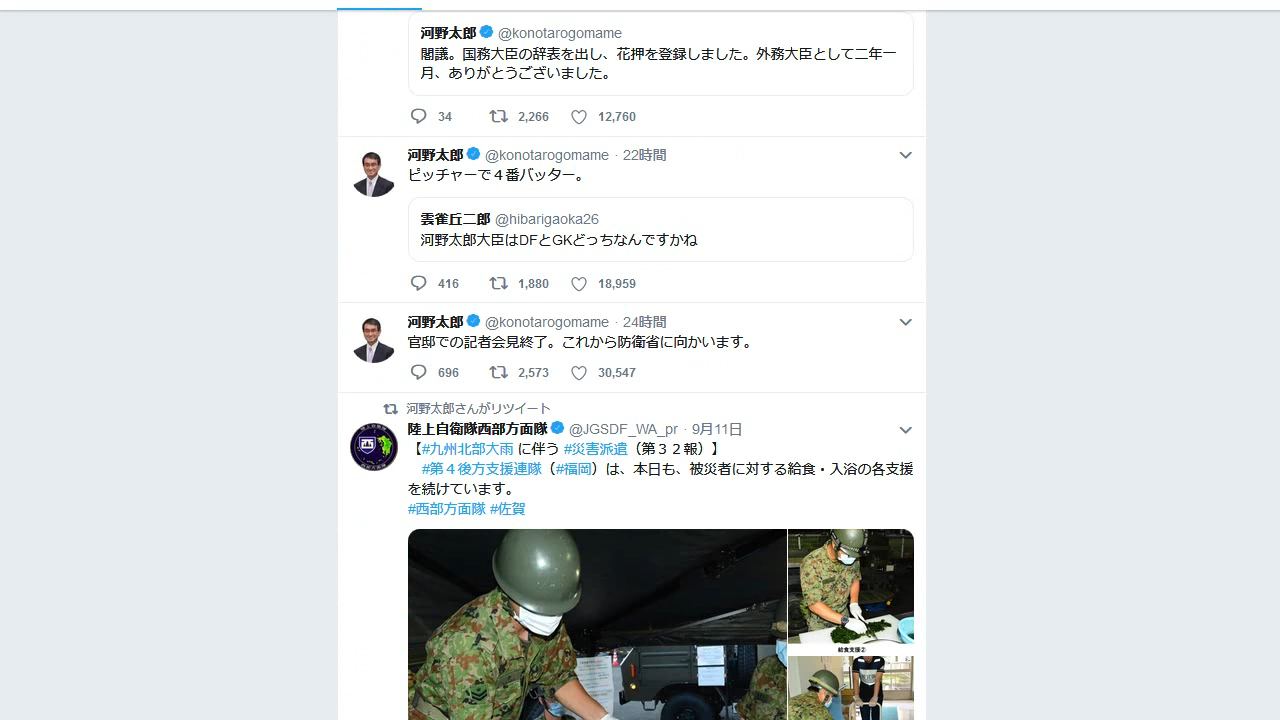 河野太郎 @konotarogomame
閣議。国務大臣の辞表を出し、花押を登録しました。外務大臣として二年一
月、ありがとうございました。
34 2,266 12,760
河野太郎 @konotarogomame · 22時間
ピッチャーで４番バッター。
雲雀丘二郎 @hibarigaoka26
河野太郎大臣はDFとGKどっちなんですかね
416 1,880 18,959
河野太郎 @konotarogomame · 24時間
官邸での記者会見終了。これから防衛省に向かいます。
696 2,573 30,547
河野太郎さんがリツイート
陸上自衛隊西部方面隊 @JGSDF_WA_pr · 9月11日
【#九州北部大雨 に伴う #災害派遣（第３２報）】
#第４後方支援連隊（#福岡）は、本日も、被災者に対する給食・入浴の各支援
を続けています。
#西部方面隊 #佐賀
給食支援②